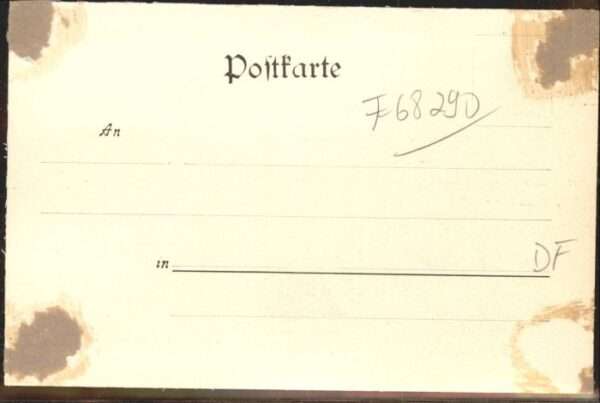 Poſtkarte
F68290
An
in
DF